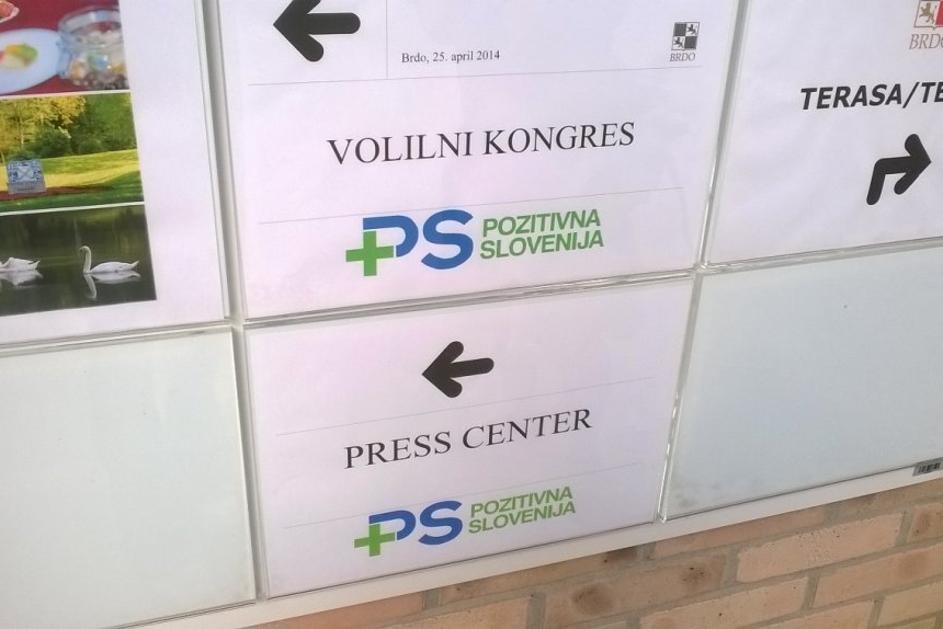 Brdo, 25. april 2014
BRDO
VOLILNI KONGRES
+PS POZITIVNA
SLOVENIJA
PRESS CENTER
+PS POZITIVNA
SLOVENIJA
BRDO
TERASA/TE